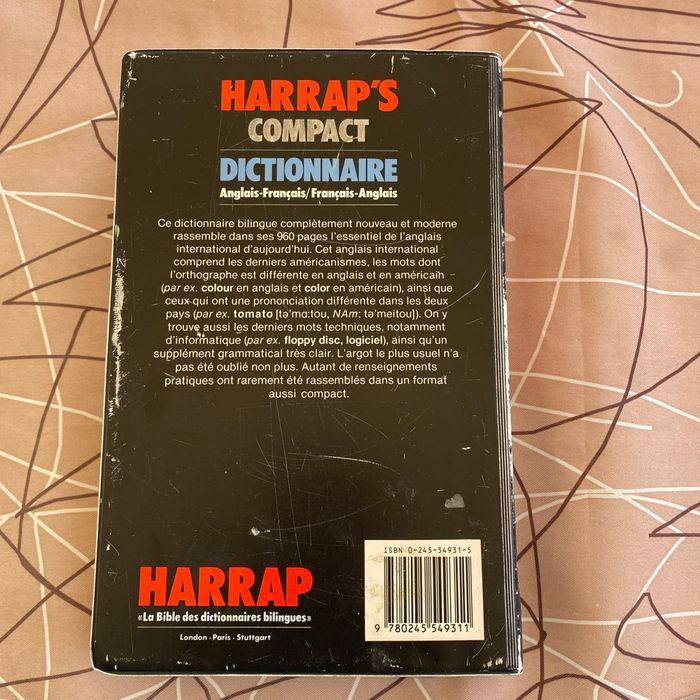 HARRAP'S
COMPACT
DICTIONNAIRE
Anglais-Français/Français-Anglais
Ce dictionnaire bilingue complètement nouveau et moderne
rassemble dans ses 960 pages l'essentiel de l'anglais
international d'aujourd'hui. Cet anglais international
comprend les derniers américanismes, les mots dont
l'orthographe est différente en anglais et en américain
(par ex. colour en anglais et color en américain), ainsi que
ceux qui ont une prononciation différente dans les deux
pays (par ex. tomato [tə'mɑːtou, NAm: tə'meitou]). On y
trouve aussi les derniers mots techniques, notamment
d'informatique (par ex. floppy disc, logiciel), ainsi qu'un
supplément grammatical très clair. L'argot le plus usuel n'a
pas été oublié non plus. Autant de renseignements
pratiques ont rarement été rassemblés dans un format
aussi compact.
ISBN 0-245-54931-5
HARRAP
«La Bible des dictionnaires bilingues»
London · Paris · Stuttgart
9 780245 549311